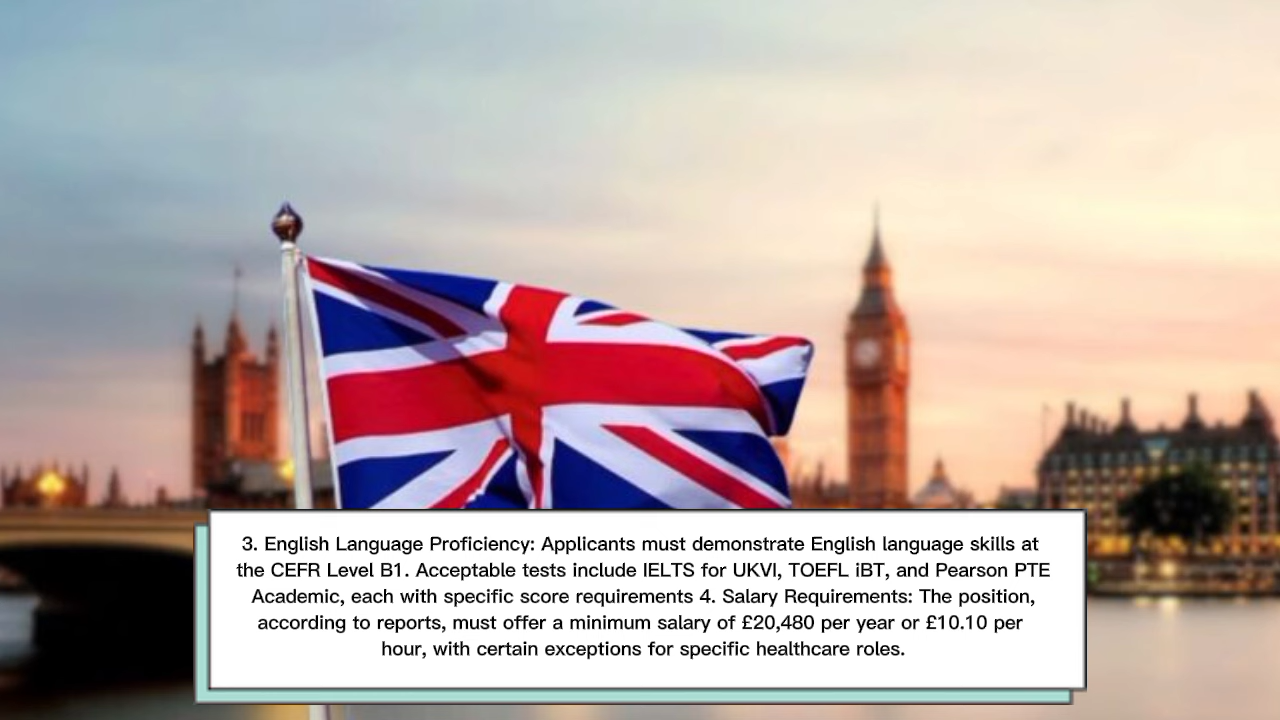 3. English Language Proficiency: Applicants must demonstrate English language skills at
the CEFR Level B1. Acceptable tests include IELTS for UKVI, TOEFL iBT, and Pearson PTE
Academic, each with specific score requirements 4. Salary Requirements: The position,
according to reports, must offer a minimum salary of £20,480 per year or £10.10 per
hour, with certain exceptions for specific healthcare roles.